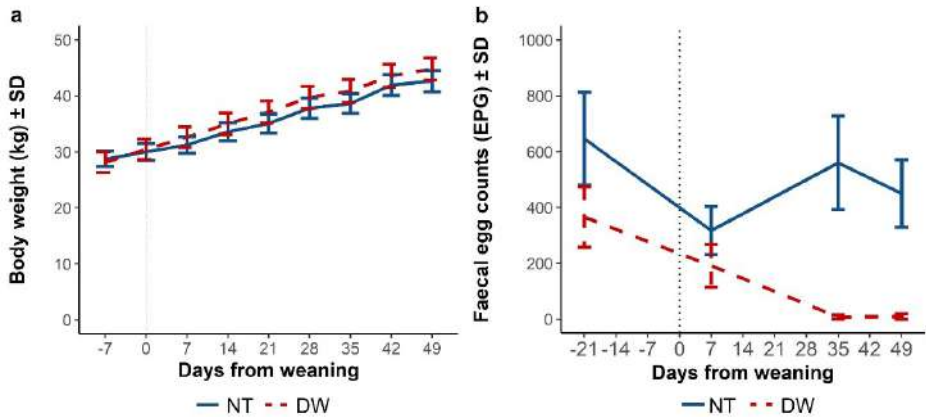 a
Body weight (kg) ± SD
50
40
30
20
10
0
-7 0 7 14 21 28 35 42 49
Days from weaning
NT DW
b
Faecal egg counts (EPG) ± SD
1000
800
600
400
200
0
-21 -14 -7 0 7 14 21 28 35 42 49
Days from weaning
NT DW